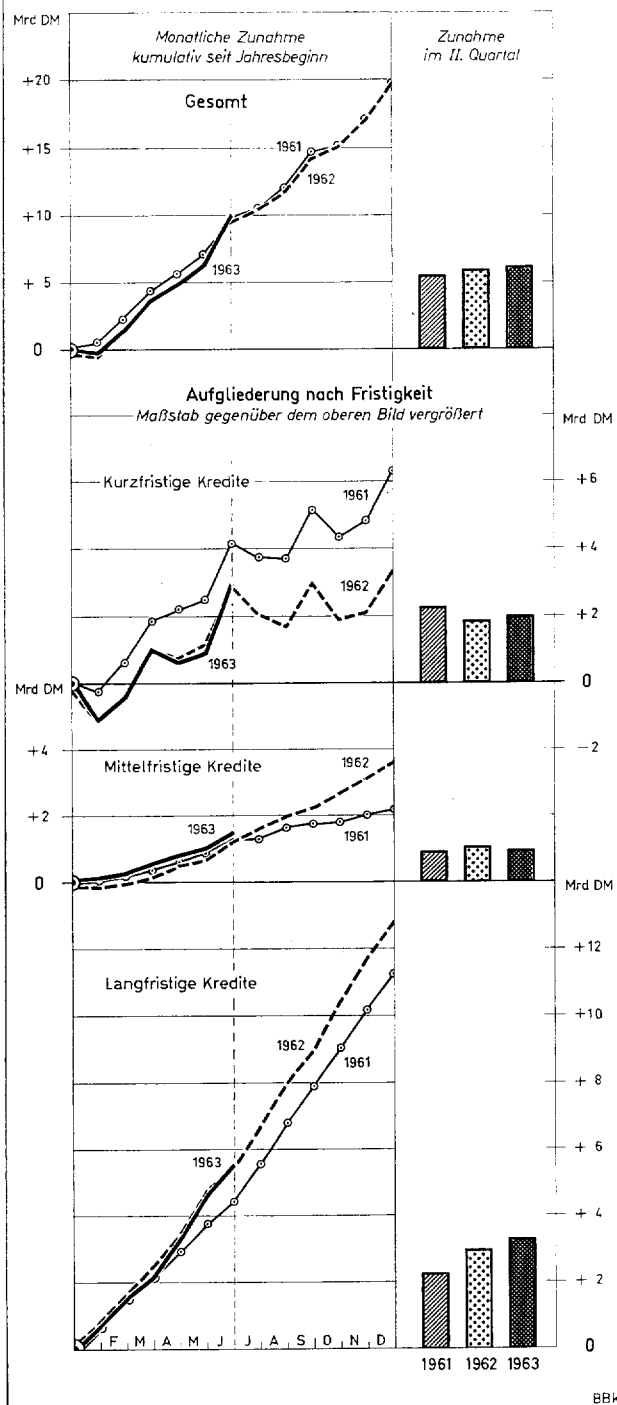 Mrd DM
Monatliche Zunahme
kumulativ seit Jahresbeginn
Zunahme
im II. Quartal
+20
Gesamt
+15
1961
1962
+10
1963
+ 5
0
Aufgliederung nach Fristigkeit
Maßstab gegenüber dem oberen Bild vergrößert
Mrd DM
Kurzfristige Kredite
1961
+6
+4
1962
+2
1963
0
Mrd DM
+4
−2
Mittelfristige Kredite
1962
+2
1963
1961
0
Mrd DM
+12
Langfristige Kredite
+10
1962
1961
+ 8
+ 6
1963
+ 4
+ 2
F M A M J J A S O N D
0
1961 1962 1963
BBk